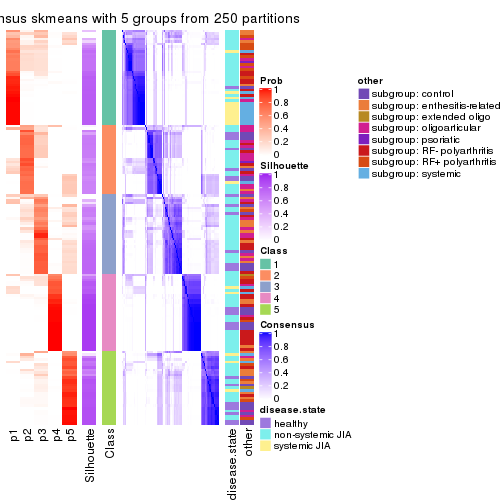 nsus skmeans with 5 groups from 250 partitions
Prob
1
0.8
0.6
0.4
0.2
0
Silhouette
1
0.8
0.6
0.4
0.2
0
Class
1
2
3
4
5
Consensus
1
0.8
0.6
0.4
0.2
0
disease.state
healthy
non-systemic JIA
systemic JIA
other
subgroup: control
subgroup: enthesitis-related
subgroup: extended oligo
subgroup: oligoarticular
subgroup: psoriatic
subgroup: RF- polyarthritis
subgroup: RF+ polyarthritis
subgroup: systemic
p1
p2
p3
p4
p5
Silhouette
Class
disease.state
other